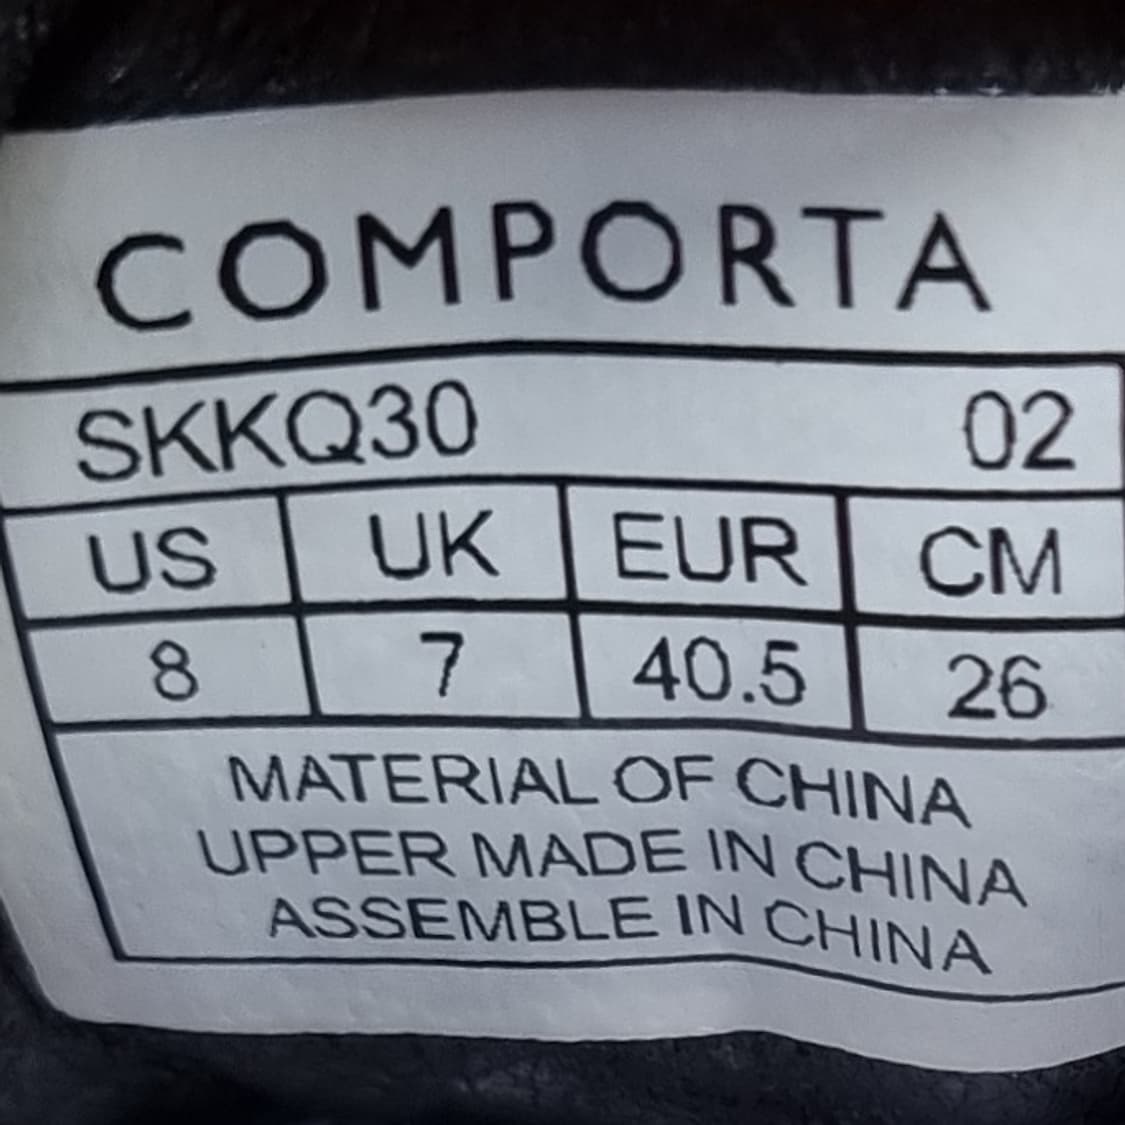 COMPORTA
SKKQ30 02
US UK EUR CM
8 7 40.5 26
MATERIAL OF CHINA
UPPER MADE IN CHINA
ASSEMBLE IN CHINA